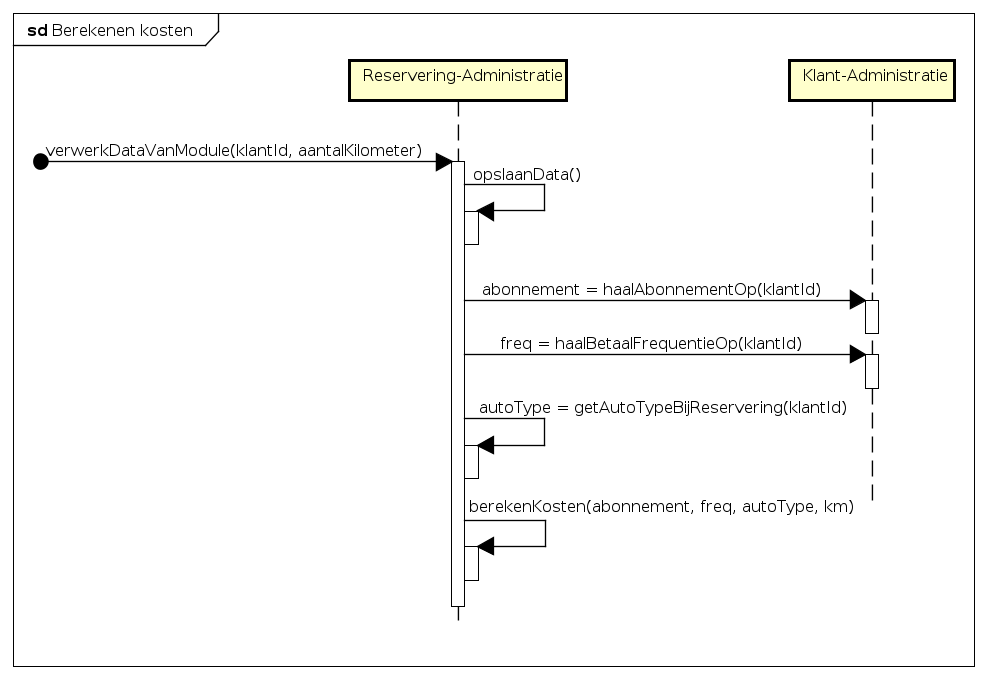 sd Berekenen kosten
Reservering-Administratie
Klant-Administratie
verwerkDataVanModule(klantId, aantalKilometer)
opslaanData()
abonnement = haalAbonnementOp(klantId)
freq = haalBetaalFrequentieOp(klantId)
autoType = getAutoTypeBijReservering(klantId)
berekenKosten(abonnement, freq, autoType, km)